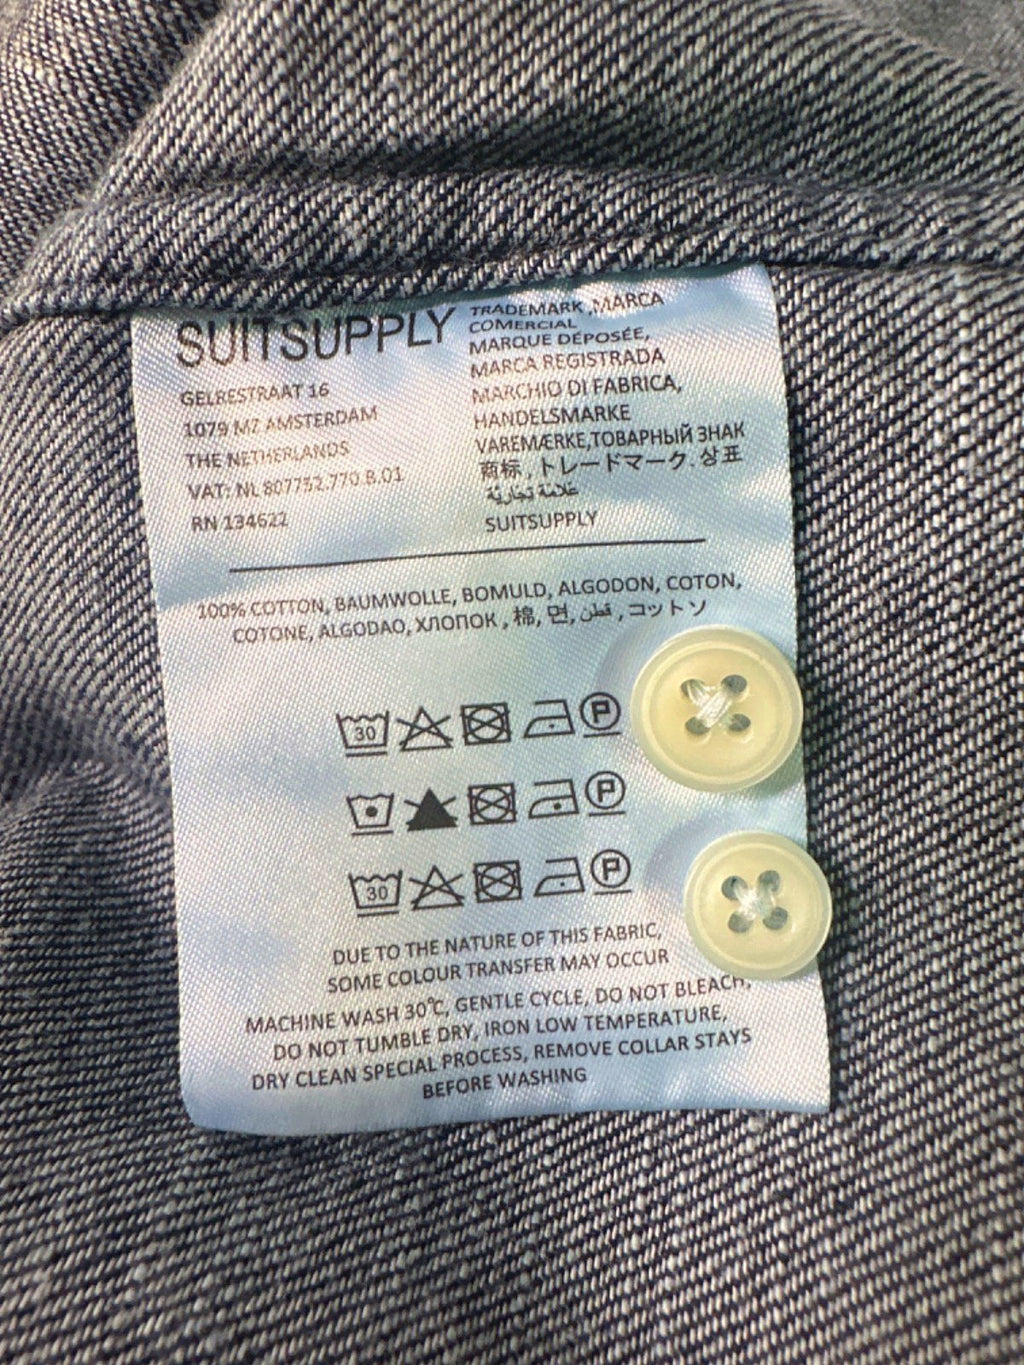 SUITSUPPLY
GELRESTRAAT 16
1079 MZ AMSTERDAM
THE NETHERLANDS
VAT: NL 807752.770.B.01
RN 134622
TRADEMARK ,MARCA
COMERCIAL
MARQUE DÉPOSÉE,
MARCA REGISTRADA
MARCHIO DI FABRICA,
HANDELSMARKE
VAREMÆRKE,ТОВАРНЫЙ ЗНАК
商标 , トレードマーク. 상표
علامة تجارية
SUITSUPPLY
100% COTTON, BAUMWOLLE, BOMULD, ALGODON, COTON,
COTONE, ALGODAO, ХЛОПОК , 棉, 면, قطن , コットソ
30 P
P
30 P
DUE TO THE NATURE OF THIS FABRIC,
SOME COLOUR TRANSFER MAY OCCUR
MACHINE WASH 30℃, GENTLE CYCLE, DO NOT BLEACH,
DO NOT TUMBLE DRY, IRON LOW TEMPERATURE,
DRY CLEAN SPECIAL PROCESS, REMOVE COLLAR STAYS
BEFORE WASHING